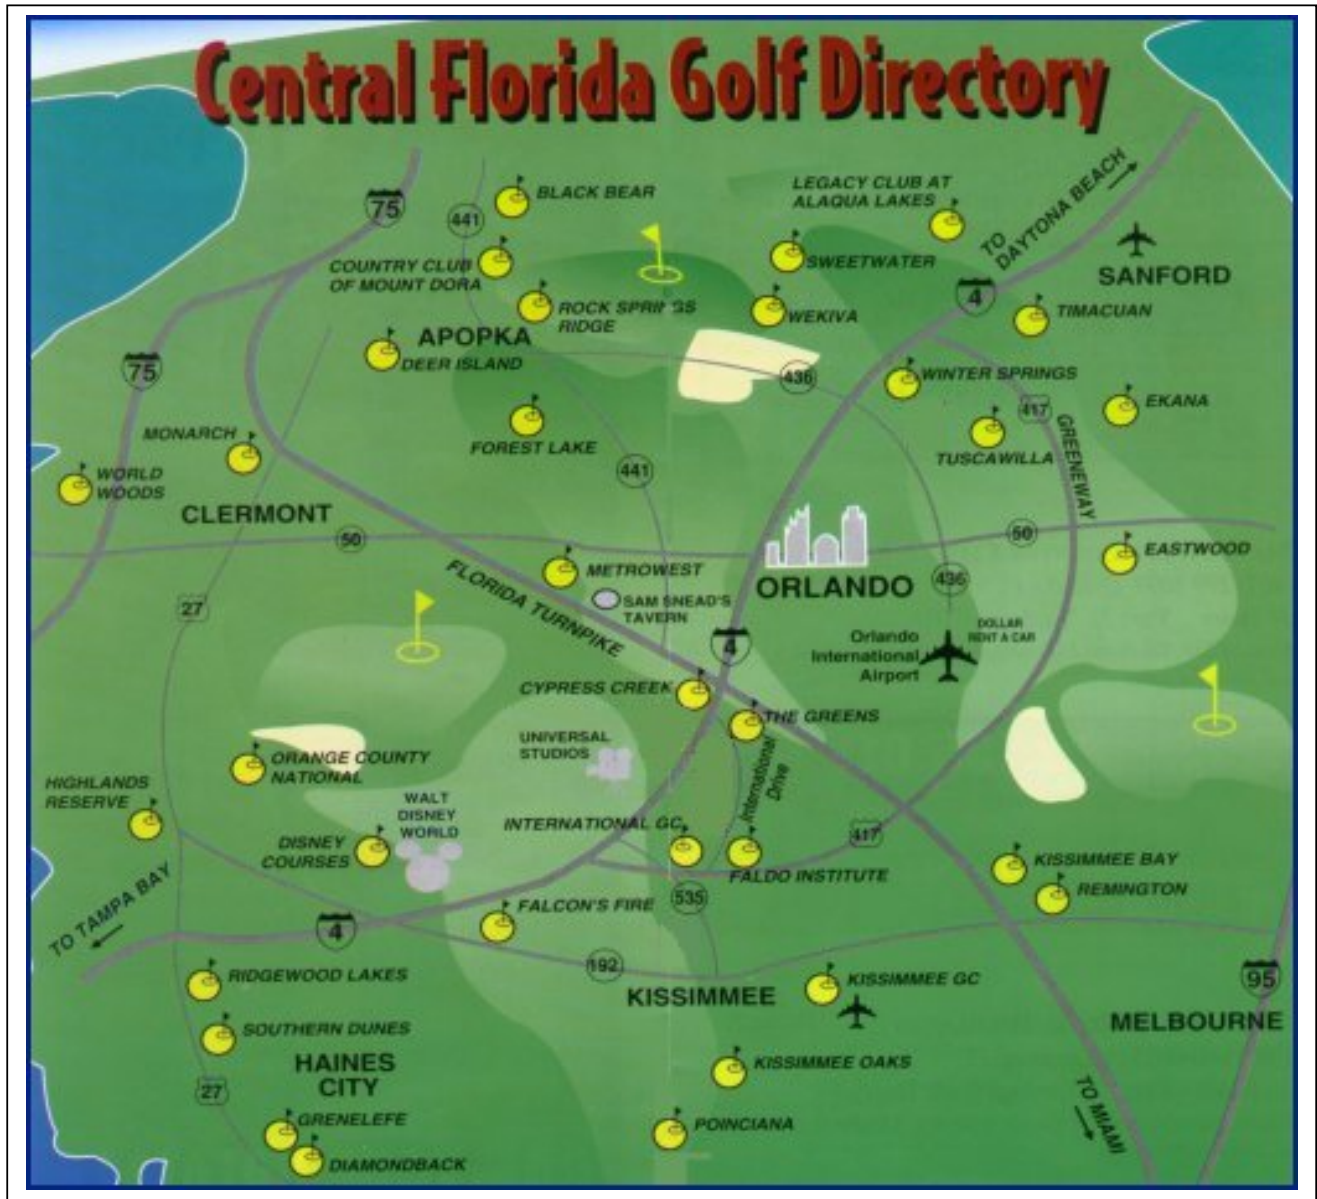 Central Florida Golf Directory
75
441
BLACK BEAR
LEGACY CLUB AT
ALAQUA LAKES
TO
DAYTONA BEACH
COUNTRY CLUB
OF MOUNT DORA
SWEETWATER
SANFORD
4
ROCK SPRINGS
RIDGE
WEKIVA
TIMACUAN
APOPKA
DEER ISLAND
75
436
WINTER SPRINGS
EKANA
417
GREENEWAY
MONARCH
FOREST LAKE
TUSCAWILLA
WORLD
WOODS
441
CLERMONT
50
50
EASTWOOD
METROWEST
FLORIDA TURNPIKE
ORLANDO
436
27
SAM SNEAD'S
TAVERN
DOLLAR
RENT A CAR
Orlando
International
Airport
4
CYPRESS CREEK
THE GREENS
UNIVERSAL
STUDIOS
International
Drive
ORANGE COUNTY
NATIONAL
HIGHLANDS
RESERVE
WALT
DISNEY
WORLD
INTERNATIONAL GC
417
DISNEY
COURSES
FALDO INSTITUTE
KISSIMMEE BAY
REMINGTON
535
FALCON'S FIRE
TO TAMPA BAY
4
192
RIDGEWOOD LAKES
KISSIMMEE
KISSIMMEE GC
95
MELBOURNE
SOUTHERN DUNES
HAINES
CITY
KISSIMMEE OAKS
27
TO MIAMI
GRENELEFE
POINCIANA
DIAMONDBACK